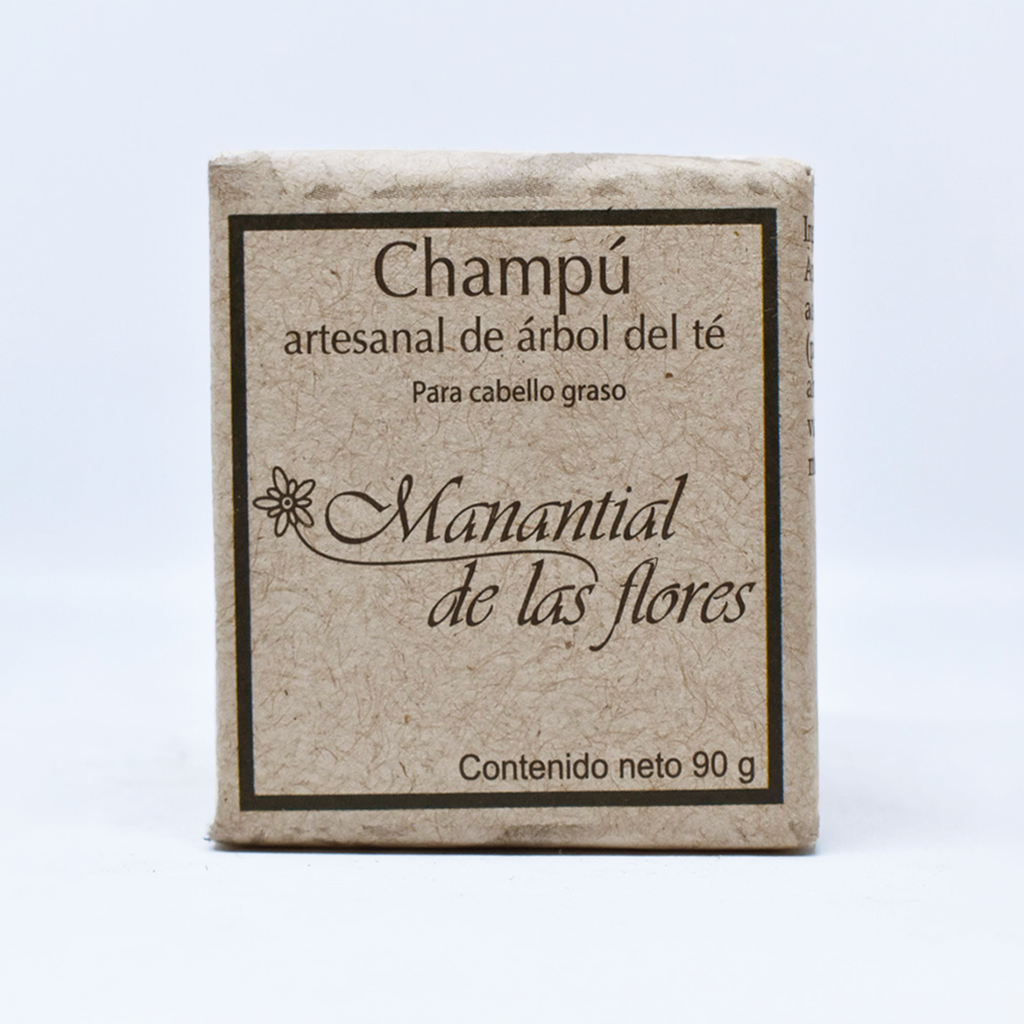 Champú
artesanal de árbol del té
Para cabello graso
Manantial
de las flores
Contenido neto 90 g